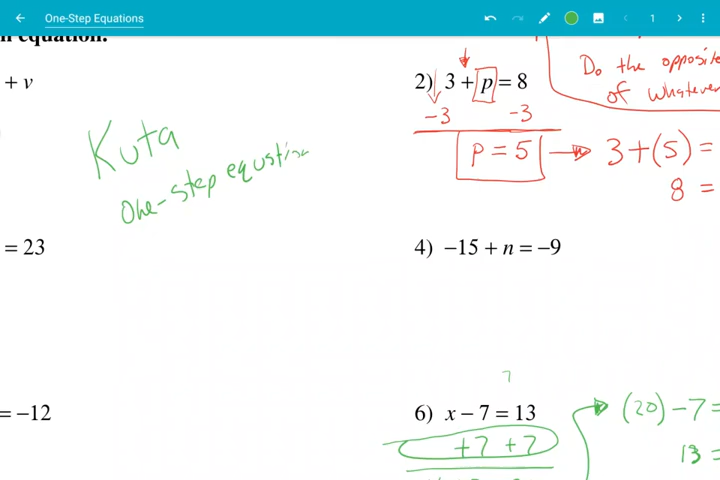 One-Step Equations
1
n equation.
+ v
2) 3 + p = 8
-3 -3
p = 5
3+(5) =
8 =
Do the opposite
of whatever
Kuta
one-step equation
= 23
4) −15 + n = −9
= −12
7
6) x − 7 = 13
+7 +7
(20) -7=
13 =